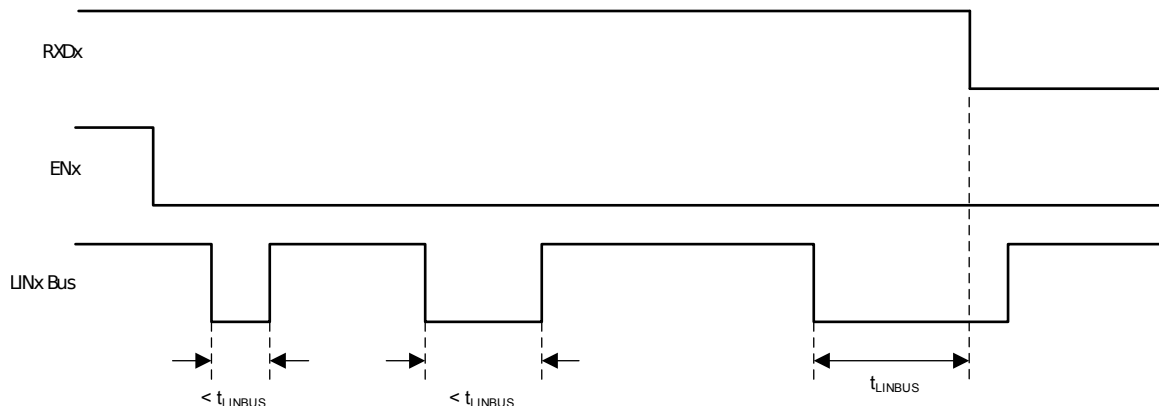 RXDx
ENx
LINx Bus
< tLINBUS
< tLINBUS
tLINBUS